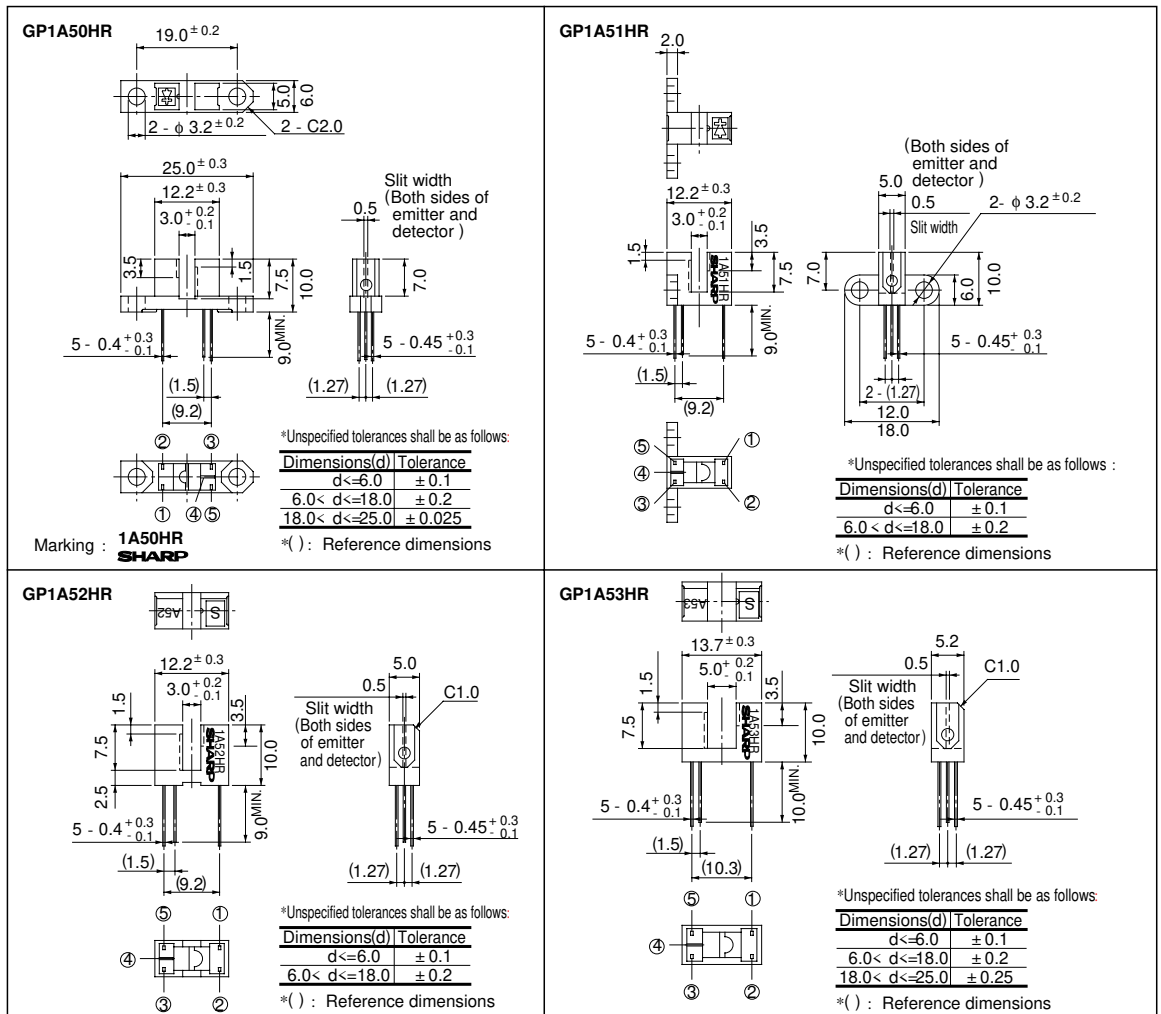 GP1A50HR
19.0 ± 0.2
5.0
6.0
2 - φ 3.2 ± 0.2
2 - C2.0
25.0 ± 0.3
12.2 ± 0.3
3.0 + 0.2 - 0.1
Slit width
(Both sides of
emitter and
detector )
0.5
3.5
1.5
7.5
10.0
7.0
9.0 MIN.
5 - 0.4 + 0.3 - 0.1
5 - 0.45 + 0.3 - 0.1
(1.5)
(9.2)
(1.27)
(1.27)
② ③
① ④ ⑤
*Unspecified tolerances shall be as follows:
Dimensions(d) Tolerance
d<=6.0 ± 0.1
6.0< d<=18.0 ± 0.2
18.0< d<=25.0 ± 0.025
*( ) : Reference dimensions
Marking : 1A50HR
SHARP
GP1A51HR
2.0
12.2 ± 0.3
3.0 + 0.2 - 0.1
1.5
3.5
7.5
1A51HR
SHARP
(Both sides of
emitter and
detector )
5.0
0.5
Slit width
2- φ 3.2 ± 0.2
7.0
6.0
10.0
5 - 0.4 + 0.3 - 0.1
9.0 MIN.
5 - 0.45 + 0.3 - 0.1
(1.5)
(9.2)
2 - (1.27)
12.0
18.0
⑤ ①
④
③ ②
*Unspecified tolerances shall be as follows :
Dimensions(d) Tolerance
d<=6.0 ± 0.1
6.0 < d<=18.0 ± 0.2
*( ) : Reference dimensions
GP1A52HR
A52 S
12.2 ± 0.3
3.0 + 0.2 - 0.1
1.5
7.5
2.5
3.5
10.0
1A52HR
SHARP
5.0
0.5
C1.0
Slit width
(Both sides
of emitter
and detector)
5 - 0.4 + 0.3 - 0.1
9.0 MIN.
5 - 0.45 + 0.3 - 0.1
(1.5)
(9.2)
(1.27) (1.27)
⑤ ①
④
③ ②
*Unspecified tolerances shall be as follows:
Dimensions(d) Tolerance
d<=6.0 ± 0.1
6.0< d<=18.0 ± 0.2
*( ) : Reference dimensions
GP1A53HR
A53 S
13.7 ± 0.3
5.0 + 0.2 - 0.1
1.5
7.5
3.5
10.0
1A53HR
SHARP
5.2
0.5
C1.0
Slit width
(Both sides
of emitter
and detector)
5 - 0.4 + 0.3 - 0.1
10.0 MIN.
5 - 0.45 + 0.3 - 0.1
(1.5)
(10.3)
(1.27) (1.27)
⑤ ①
④
③ ②
*Unspecified tolerances shall be as follows:
Dimensions(d) Tolerance
d<=6.0 ± 0.1
6.0< d<=18.0 ± 0.2
18.0< d<=25.0 ± 0.25
*( ) : Reference dimensions